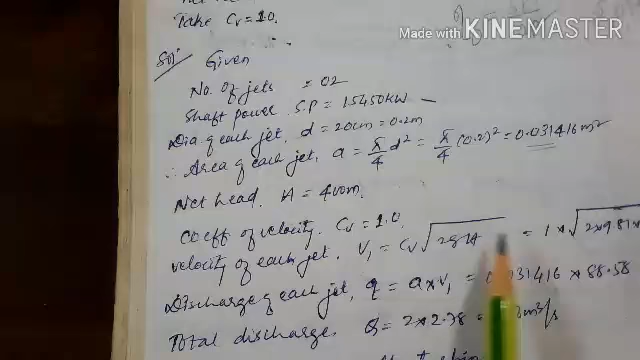 Take Cv = 1.0.
Made with KINEMASTER
Sol
Given
No. of jets = 02
Shaft power S.P = 15450 kW
Dia of each jet, d = 20cm = 0.2m
∴ Area of each jet, a = π/4 d² = π/4 (0.2)² = 0.031416 m²
Net head, H = 400m.
Coeff of velocity. Cv = 1.0.
velocity of each jet. V₁ = Cv √2gH = 1 * √2*9.81*
Discharge of each jet, q = a*V₁ = 0.031416 * 88.58
Total discharge. Q = 2*2.78 = m³/s